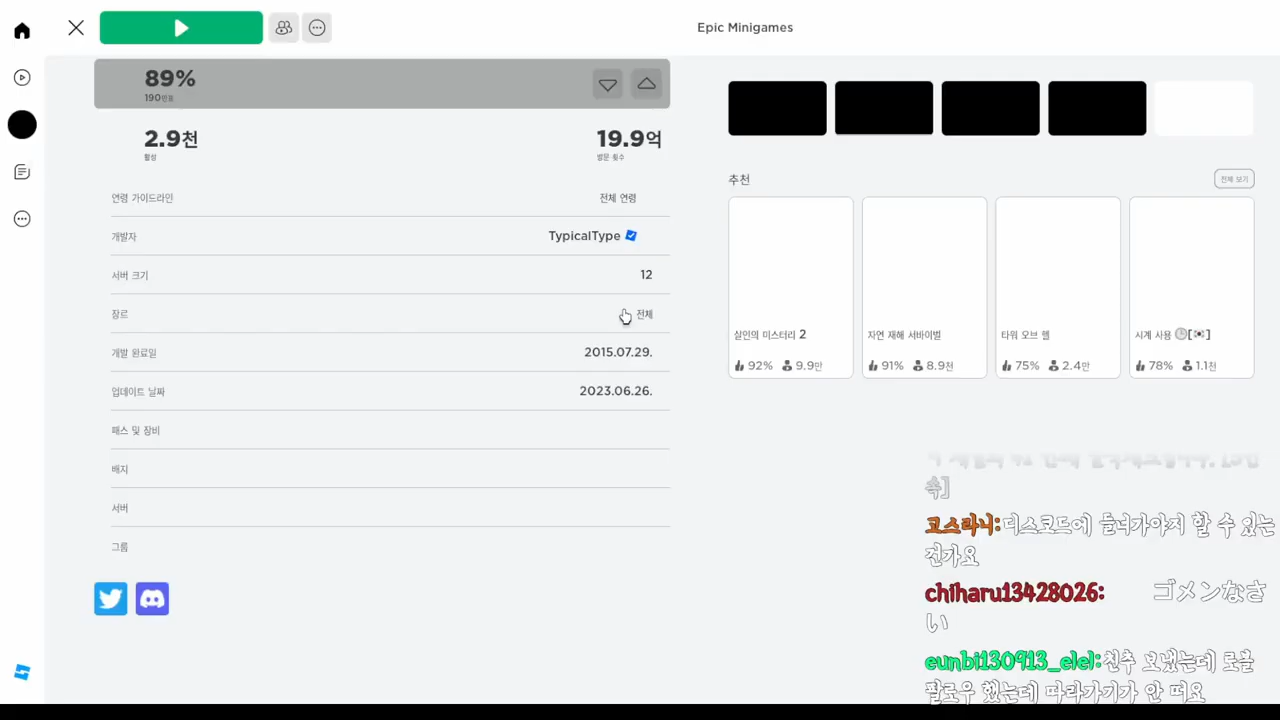 Epic Minigames
89%
190만표
2.9천
활성
19.9억
방문 횟수
연령 가이드라인
전체 연령
개발자
TypicalType
서버 크기
12
장르
전체
개발 완료일
2015.07.29.
업데이트 날짜
2023.06.26.
패스 및 장비
배지
서버
그룹
추천
전체 보기
살인의 미스터리 2
92%
9.9만
자연 재해 서바이벌
91%
8.9천
타워 오브 헬
75%
2.4만
시계 사용
78%
1.1천
축]
코스라니:디스코드에 들너가야지 할 수 있는
건가요
chiharu13428026: ゴメンなさ
い
eunbi130913_elel:친추 보냈는데 로블
팔로우 했는데 따라가기가 안 떠요